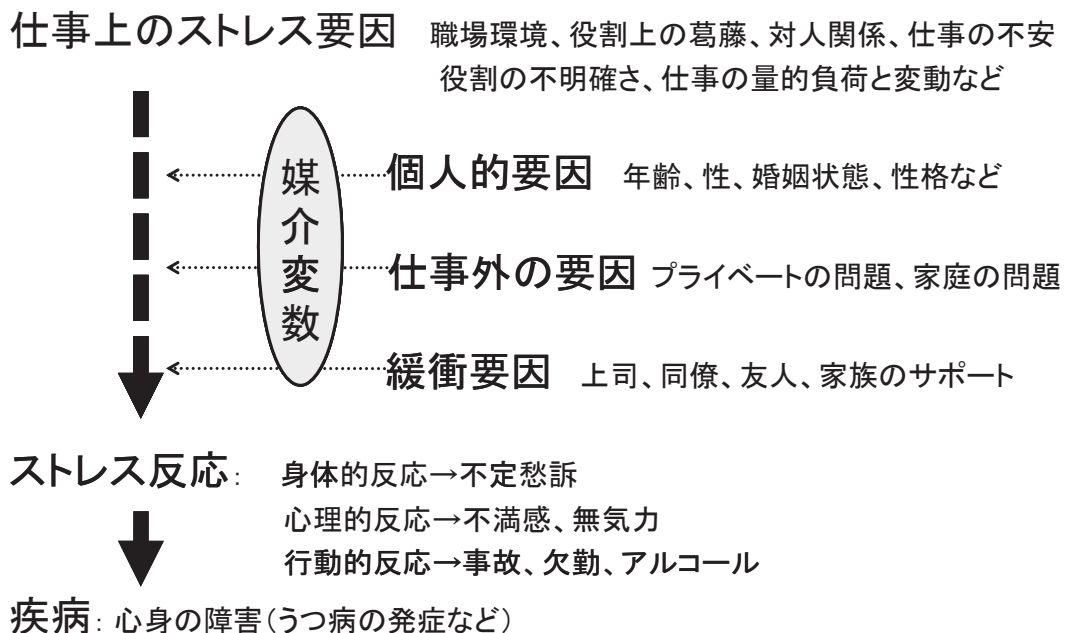 仕事上のストレス要因 職場環境、役割上の葛藤、対人関係、仕事の不安
役割の不明確さ、仕事の量的負荷と変動など
媒介変数
個人的要因 年齢、性、婚姻状態、性格など
仕事外の要因 プライベートの問題、家庭の問題
緩衝要因 上司、同僚、友人、家族のサポート
ストレス反応: 身体的反応→不定愁訴
心理的反応→不満感、無気力
行動的反応→事故、欠勤、アルコール
疾病: 心身の障害(うつ病の発症など)